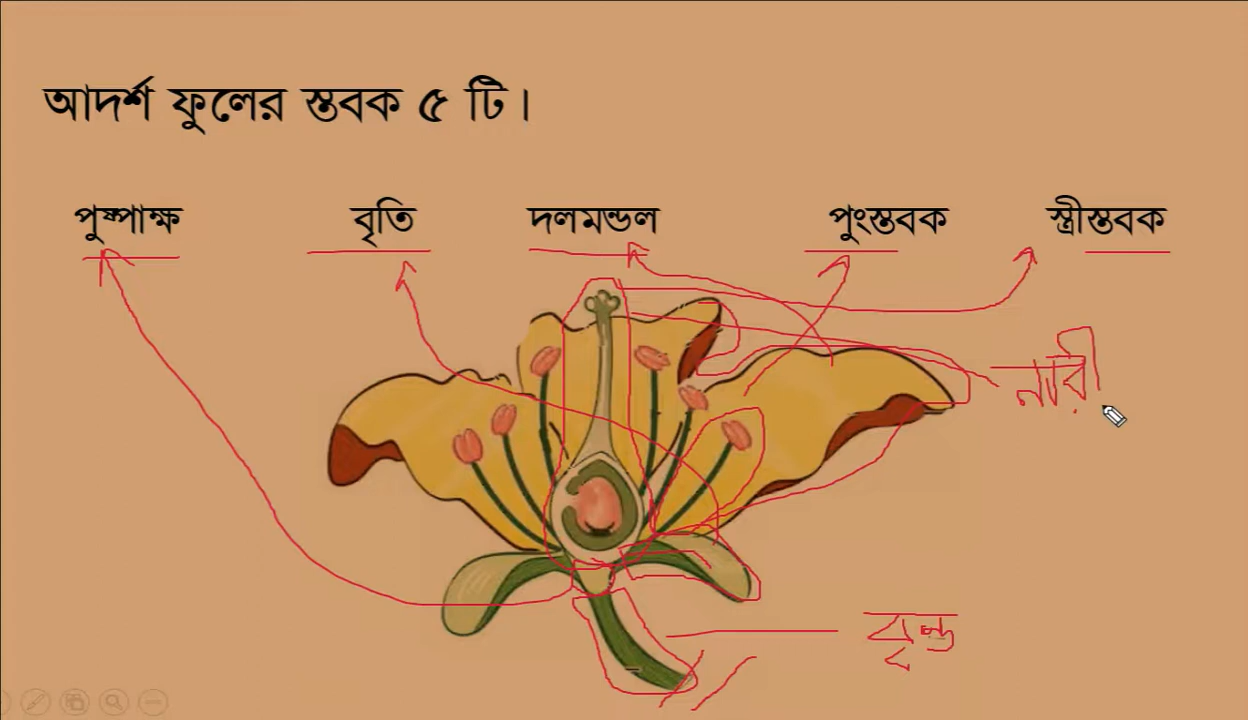 আদর্শ ফুলের স্তবক ৫ টি।
পুষ্পাক্ষ বৃতি দলমন্ডল পুংস্তবক স্ত্রীস্তবক
নারী
বৃন্ত